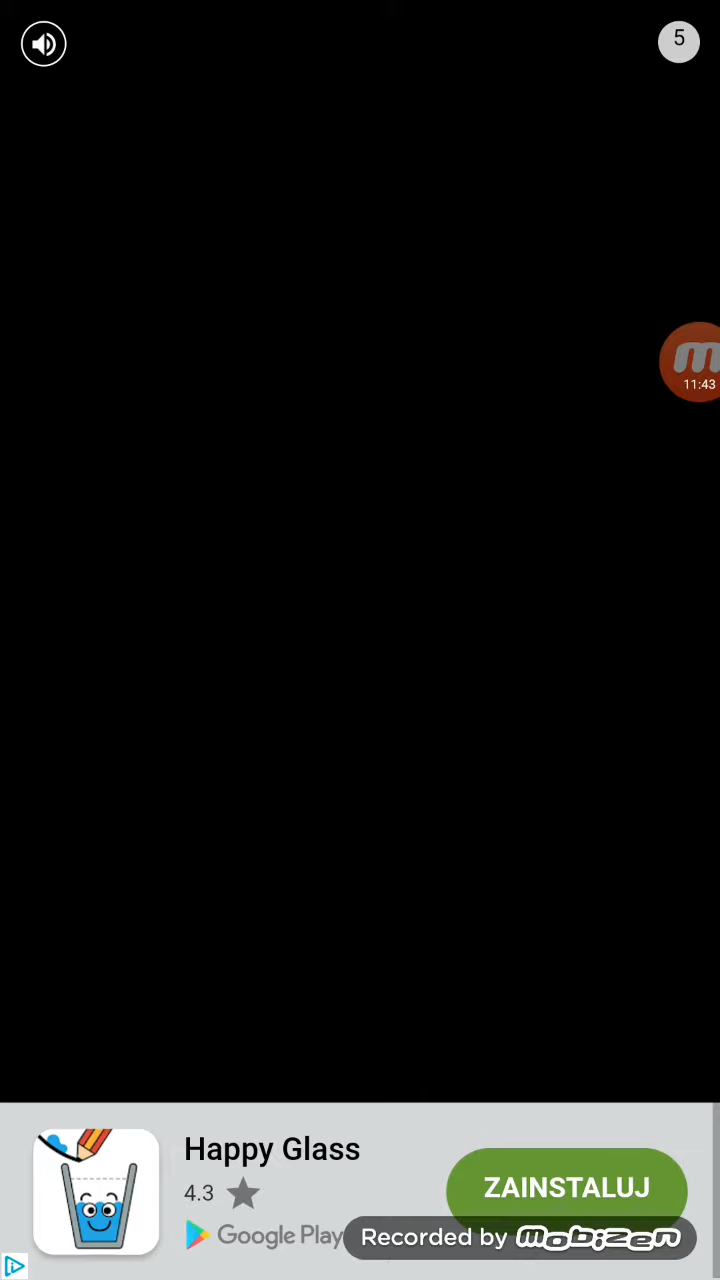 5
m
11:43
Happy Glass
4.3
ZAINSTALUJ
Google Play
Recorded by mobizen